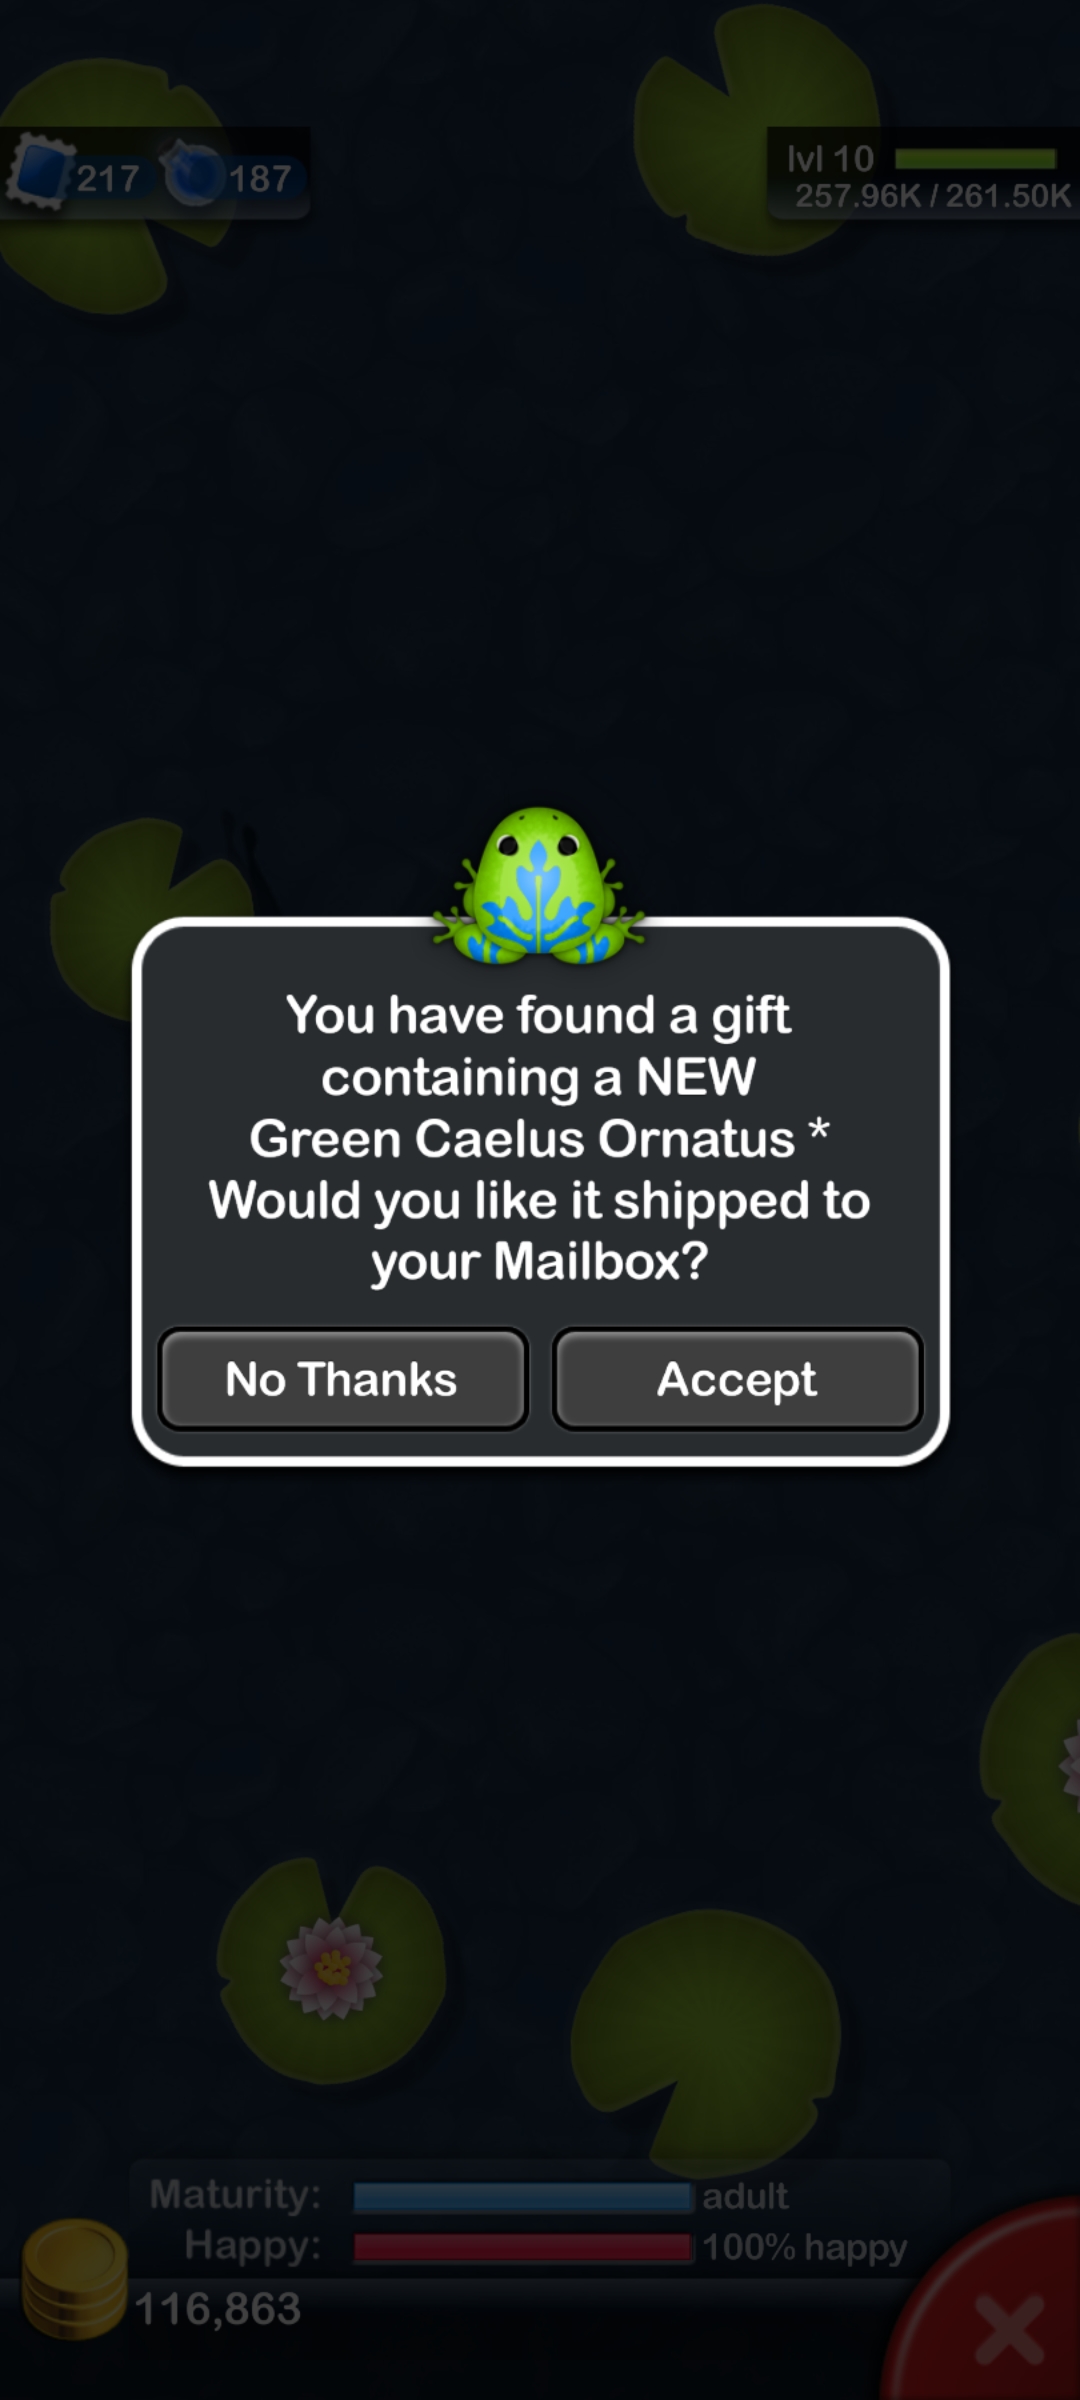 217 187
lvl 10
257.96K / 261.50K
You have found a gift
containing a NEW
Green Caelus Ornatus *
Would you like it shipped to
your Mailbox?
No Thanks Accept
Maturity: adult
Happy: 100% happy
116,863